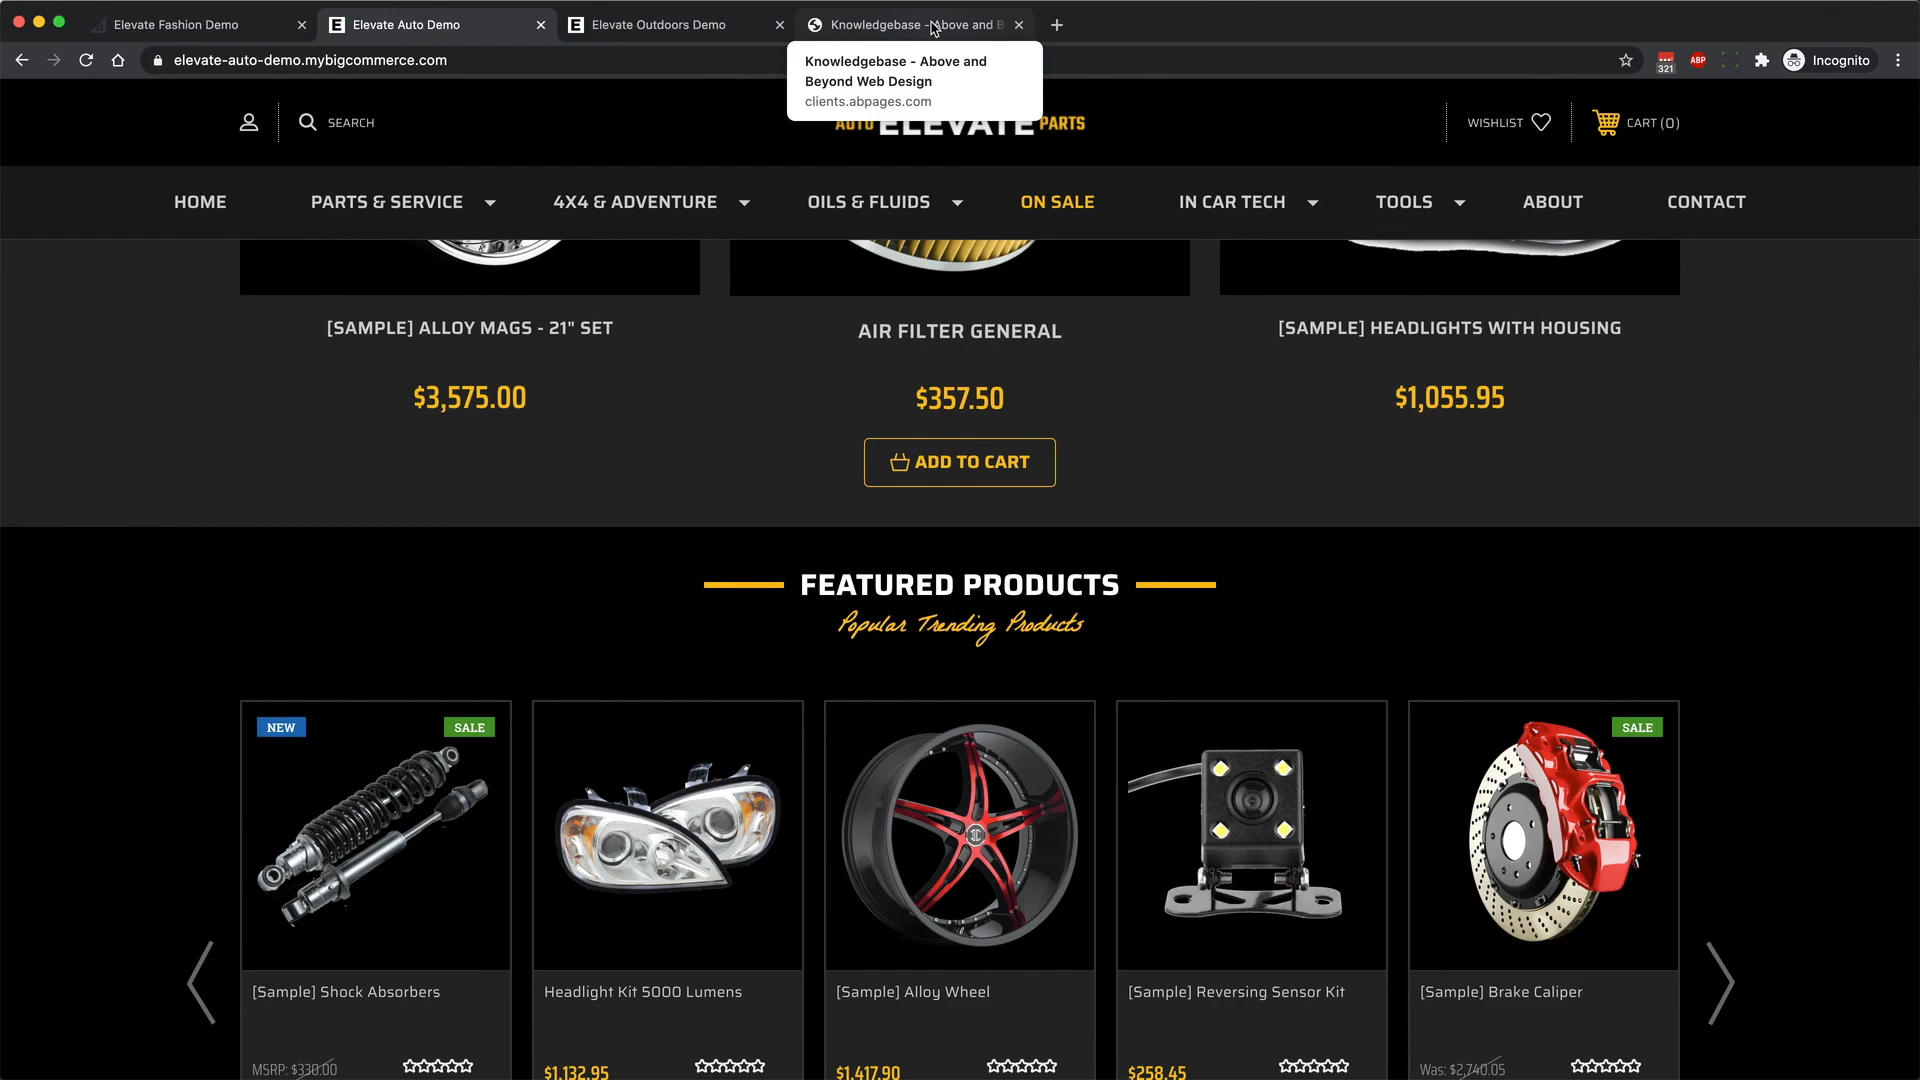 Elevate Fashion Demo
Elevate Auto Demo
Elevate Outdoors Demo
Knowledgebase - Above and B
elevate-auto-demo.mybigcommerce.com
321
ABP
Incognito
Knowledgebase - Above and
Beyond Web Design
clients.abpages.com
SEARCH
AUTO ELEVATE PARTS
WISHLIST
CART (0)
HOME
PARTS & SERVICE
4X4 & ADVENTURE
OILS & FLUIDS
ON SALE
IN CAR TECH
TOOLS
ABOUT
CONTACT
[SAMPLE] ALLOY MAGS - 21" SET
AIR FILTER GENERAL
[SAMPLE] HEADLIGHTS WITH HOUSING
$3,575.00
$357.50
$1,055.95
ADD TO CART
FEATURED PRODUCTS
Popular Trending Products
NEW
SALE
SALE
[Sample] Shock Absorbers
Headlight Kit 5000 Lumens
[Sample] Alloy Wheel
[Sample] Reversing Sensor Kit
[Sample] Brake Caliper
MSRP: $330.00
$1,132.95
$1,417.90
$258.45
Was: $2,740.05